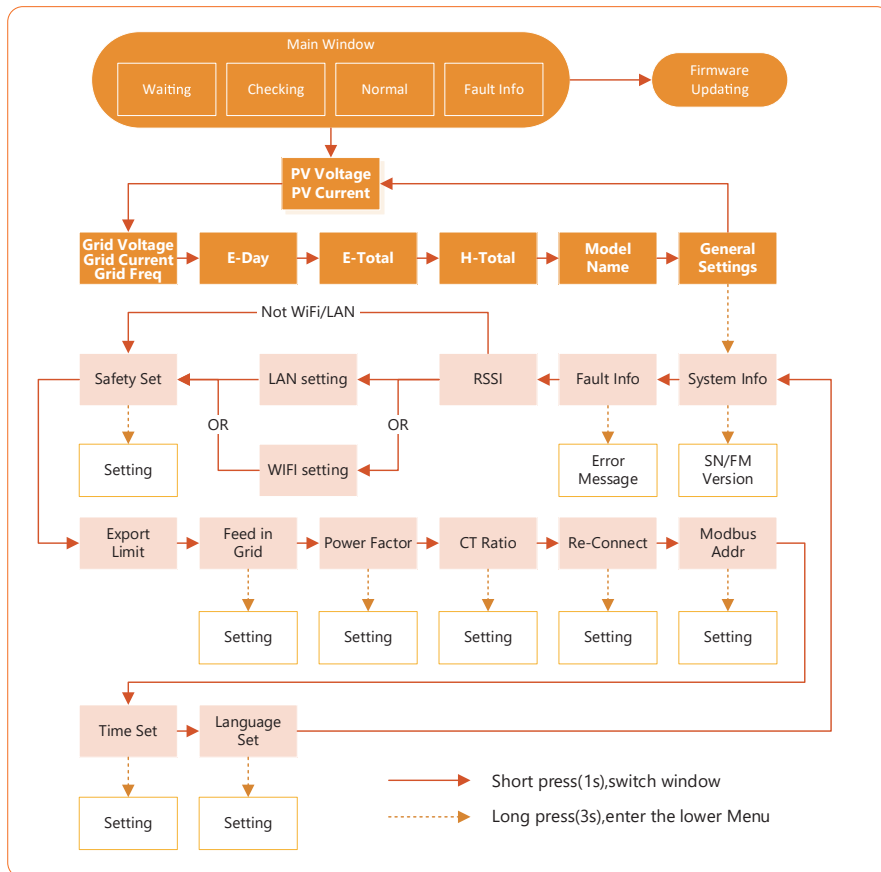 Main Window
Waiting
Checking
Normal
Fault Info
Firmware
Updating
PV Voltage
PV Current
Grid Voltage
Grid Current
Grid Freq
E-Day
E-Total
H-Total
Model
Name
General
Settings
Not WiFi/LAN
Safety Set
LAN setting
RSSI
Fault Info
System Info
OR
OR
Setting
WIFI setting
Error
Message
SN/FM
Version
Export
Limit
Feed in
Grid
Power Factor
CT Ratio
Re-Connect
Modbus
Addr
Setting
Setting
Setting
Setting
Setting
Time Set
Language
Set
Setting
Setting
Short press(1s),switch window
Long press(3s),enter the lower Menu